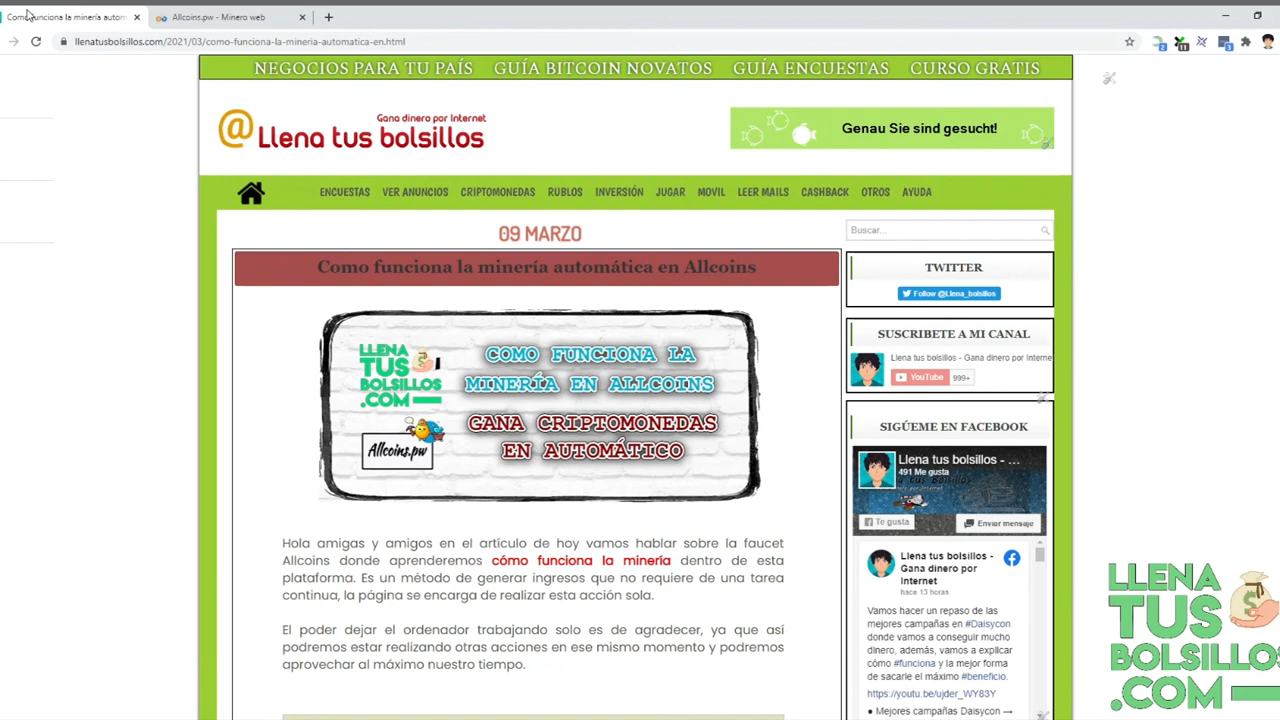 Como funciona la minería autom
Allcoins.pw - Minero web
llenatusbolsillos.com/2021/03/como-funciona-la-mineria-automatica-en.html
2
11
3
NEGOCIOS PARA TU PAÍS GUÍA BITCOIN NOVATOS GUÍA ENCUESTAS CURSO GRATIS
Gana dinero por Internet
@Llena tus bolsillos
Genau Sie sind gesucht!
ENCUESTAS VER ANUNCIOS CRIPTOMONEDAS RUBLOS INVERSIÓN JUGAR MOVIL LEER MAILS CASHBACK OTROS AYUDA
09 MARZO
Como funciona la minería automática en Allcoins
LLENA
TUS
BOLSILLOS
.COM
Allcoins.pw
COMO FUNCIONA LA
MINERÍA EN ALLCOINS
GANA CRIPTOMONEDAS
EN AUTOMÁTICO
Hola amigas y amigos en el artículo de hoy vamos hablar sobre la faucet
Allcoins donde aprenderemos cómo funciona la minería dentro de esta
plataforma. Es un método de generar ingresos que no requiere de una tarea
continua, la página se encarga de realizar esta acción sola.
El poder dejar el ordenador trabajando solo es de agradecer, ya que así
podremos estar realizando otras acciones en ese mismo momento y podremos
aprovechar al máximo nuestro tiempo.
Buscar...
TWITTER
Follow @Llena_bolsillos
SUSCRIBETE A MI CANAL
Llena tus bolsillos - Gana dinero por Interne
YouTube 999+
SIGÚEME EN FACEBOOK
Llena tus bolsillos - ...
491 Me gusta
Te gusta
Enviar mensaje
Llena tus bolsillos -
Gana dinero por
Internet
hace 13 horas
Vamos hacer un repaso de las
mejores campañas en #Daisycon
donde vamos a conseguir mucho
dinero, además, vamos a explicar
cómo #funciona y la mejor forma
de sacarle el máximo #beneficio.
https://youtu.be/ujder_WY83Y
● Mejores campañas Daisycon →
LLENA
TUS
BOLSILLOS
.COM